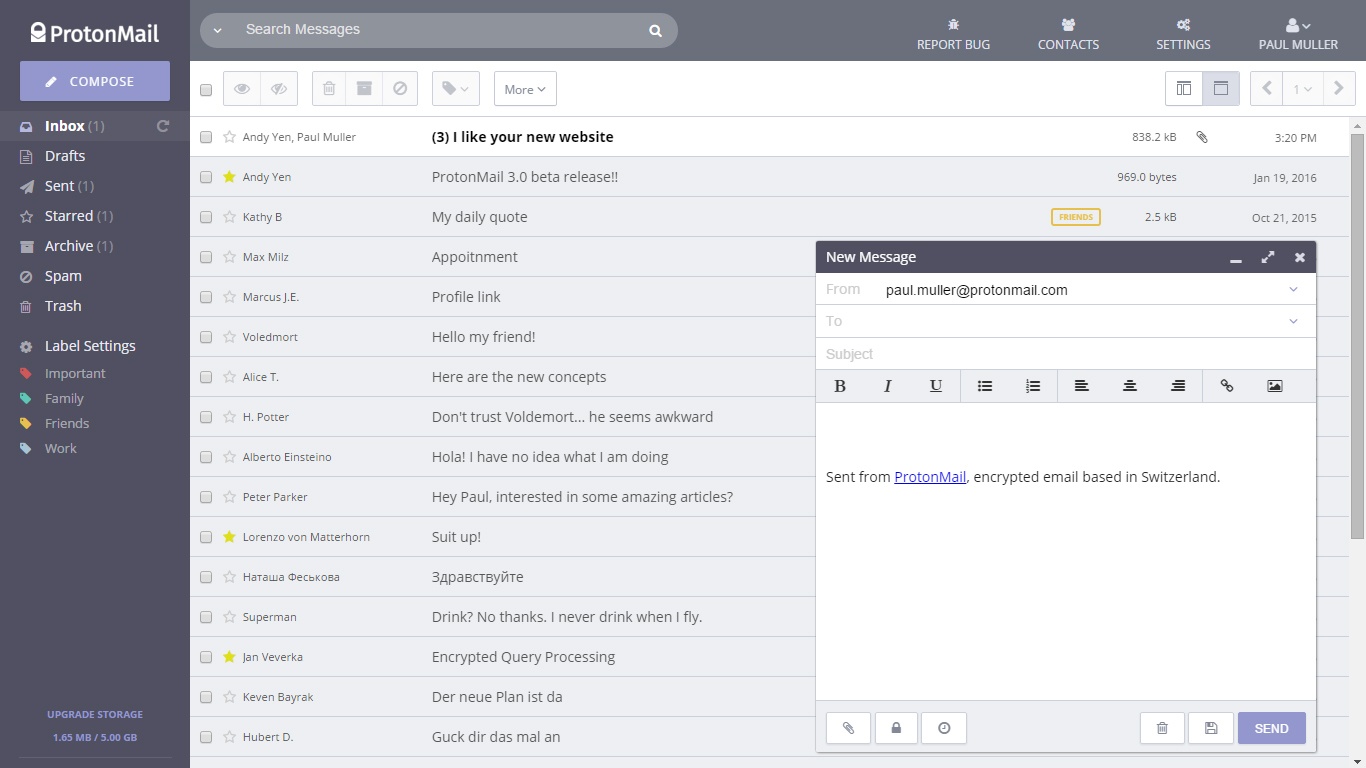 ProtonMail
Search Messages
REPORT BUG
CONTACTS
SETTINGS
PAUL MULLER
COMPOSE
More
1
Inbox (1)
Drafts
Sent (1)
Starred (1)
Archive (1)
Spam
Trash
Label Settings
Important
Family
Friends
Work
UPGRADE STORAGE
1.65 MB / 5.00 GB
Andy Yen, Paul Muller (3) I like your new website 838.2 kB 3:20 PM
Andy Yen ProtonMail 3.0 beta release!! 969.0 bytes Jan 19, 2016
Kathy B My daily quote FRIENDS 2.5 kB Oct 21, 2015
Max Milz Appoitnment
Marcus J.E. Profile link
Voledmort Hello my friend!
Alice T. Here are the new concepts
H. Potter Don't trust Voldemort... he seems awkward
Alberto Einsteino Hola! I have no idea what I am doing
Peter Parker Hey Paul, interested in some amazing articles?
Lorenzo von Matterhorn Suit up!
Наташа Феськова Здравствуйте
Superman Drink? No thanks. I never drink when I fly.
Jan Veverka Encrypted Query Processing
Keven Bayrak Der neue Plan ist da
Hubert D. Guck dir das mal an
New Message
From paul.muller@protonmail.com
To
Subject
B I U
Sent from ProtonMail, encrypted email based in Switzerland.
SEND